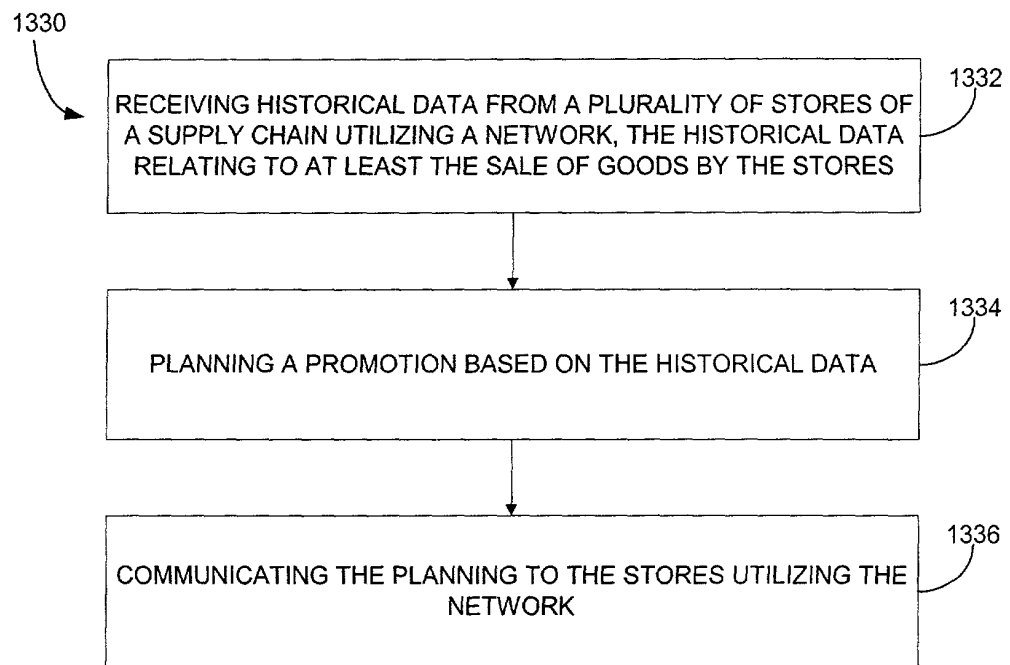 1330
1332
RECEIVING HISTORICAL DATA FROM A PLURALITY OF STORES OF
A SUPPLY CHAIN UTILIZING A NETWORK, THE HISTORICAL DATA
RELATING TO AT LEAST THE SALE OF GOODS BY THE STORES
1334
PLANNING A PROMOTION BASED ON THE HISTORICAL DATA
1336
COMMUNICATING THE PLANNING TO THE STORES UTILIZING THE
NETWORK